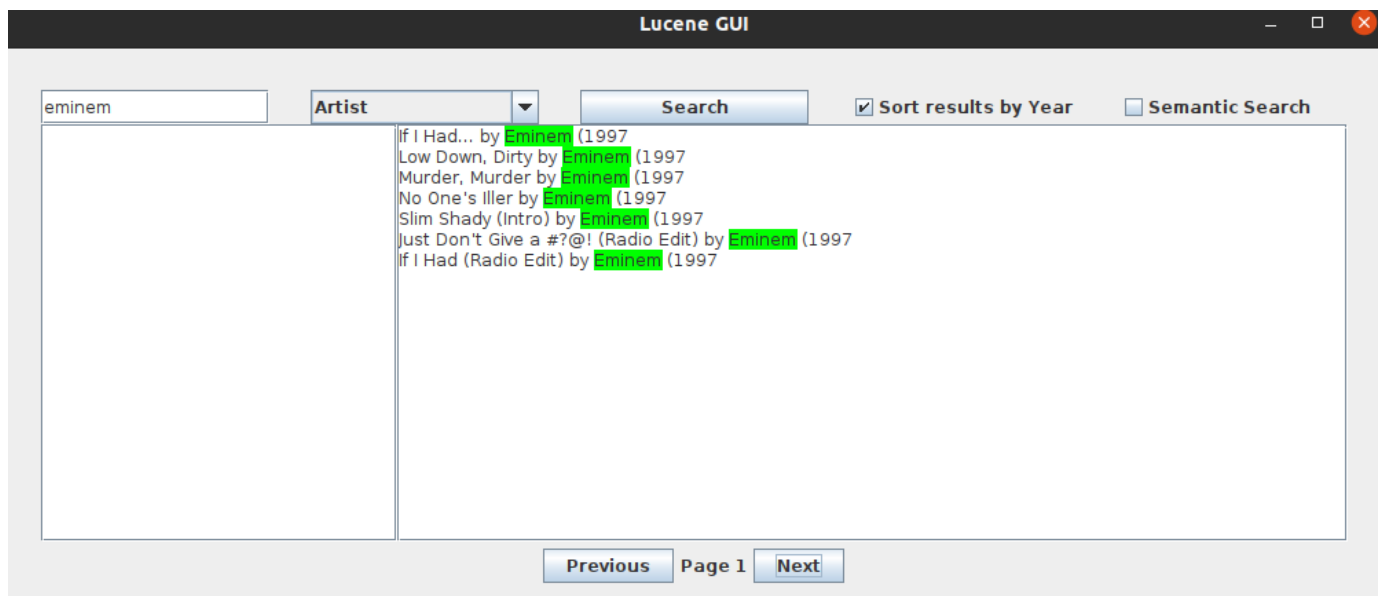 Lucene GUI
eminem Artist Search Sort results by Year Semantic Search
If I Had... by Eminem (1997
Low Down, Dirty by Eminem (1997
Murder, Murder by Eminem (1997
No One's Iller by Eminem (1997
Slim Shady (Intro) by Eminem (1997
Just Don't Give a #?@! (Radio Edit) by Eminem (1997
If I Had (Radio Edit) by Eminem (1997
Previous Page 1 Next